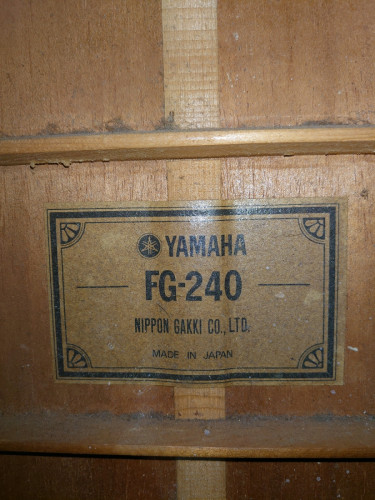 YAMAHA
FG-240
NIPPON GAKKI CO., LTD.
MADE IN JAPAN